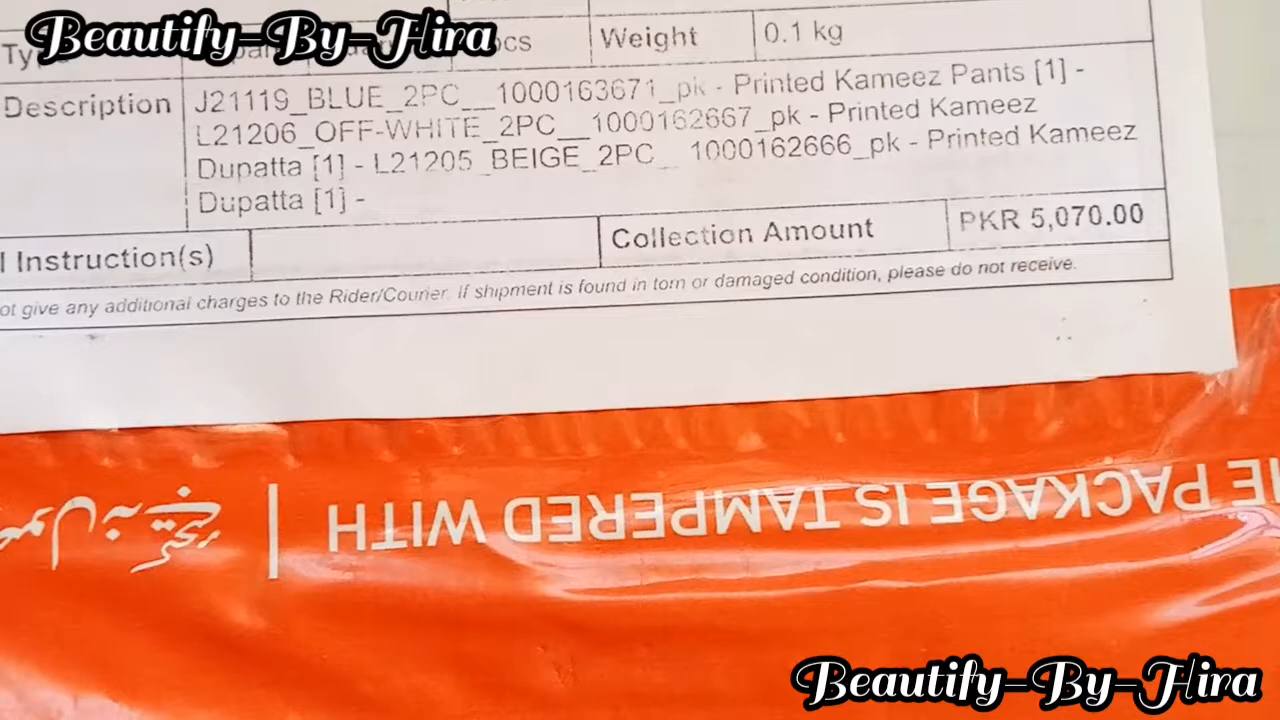 Beautify-By-Hira
Weight 0.1 kg
Description J21119_BLUE_2PC__1000163671_pk - Printed Kameez Pants [1] -
L21206_OFF-WHITE_2PC__1000162667_pk - Printed Kameez
Dupatta [1] - L21205_BEIGE_2PC__1000162666_pk - Printed Kameez
Dupatta [1] -
Instruction(s) Collection Amount PKR 5,070.00
give any additional charges to the Rider/Courier. If shipment is found in torn or damaged condition, please do not receive.
PACKAGE IS TAMPERED WITH |
Beautify-By-Hira